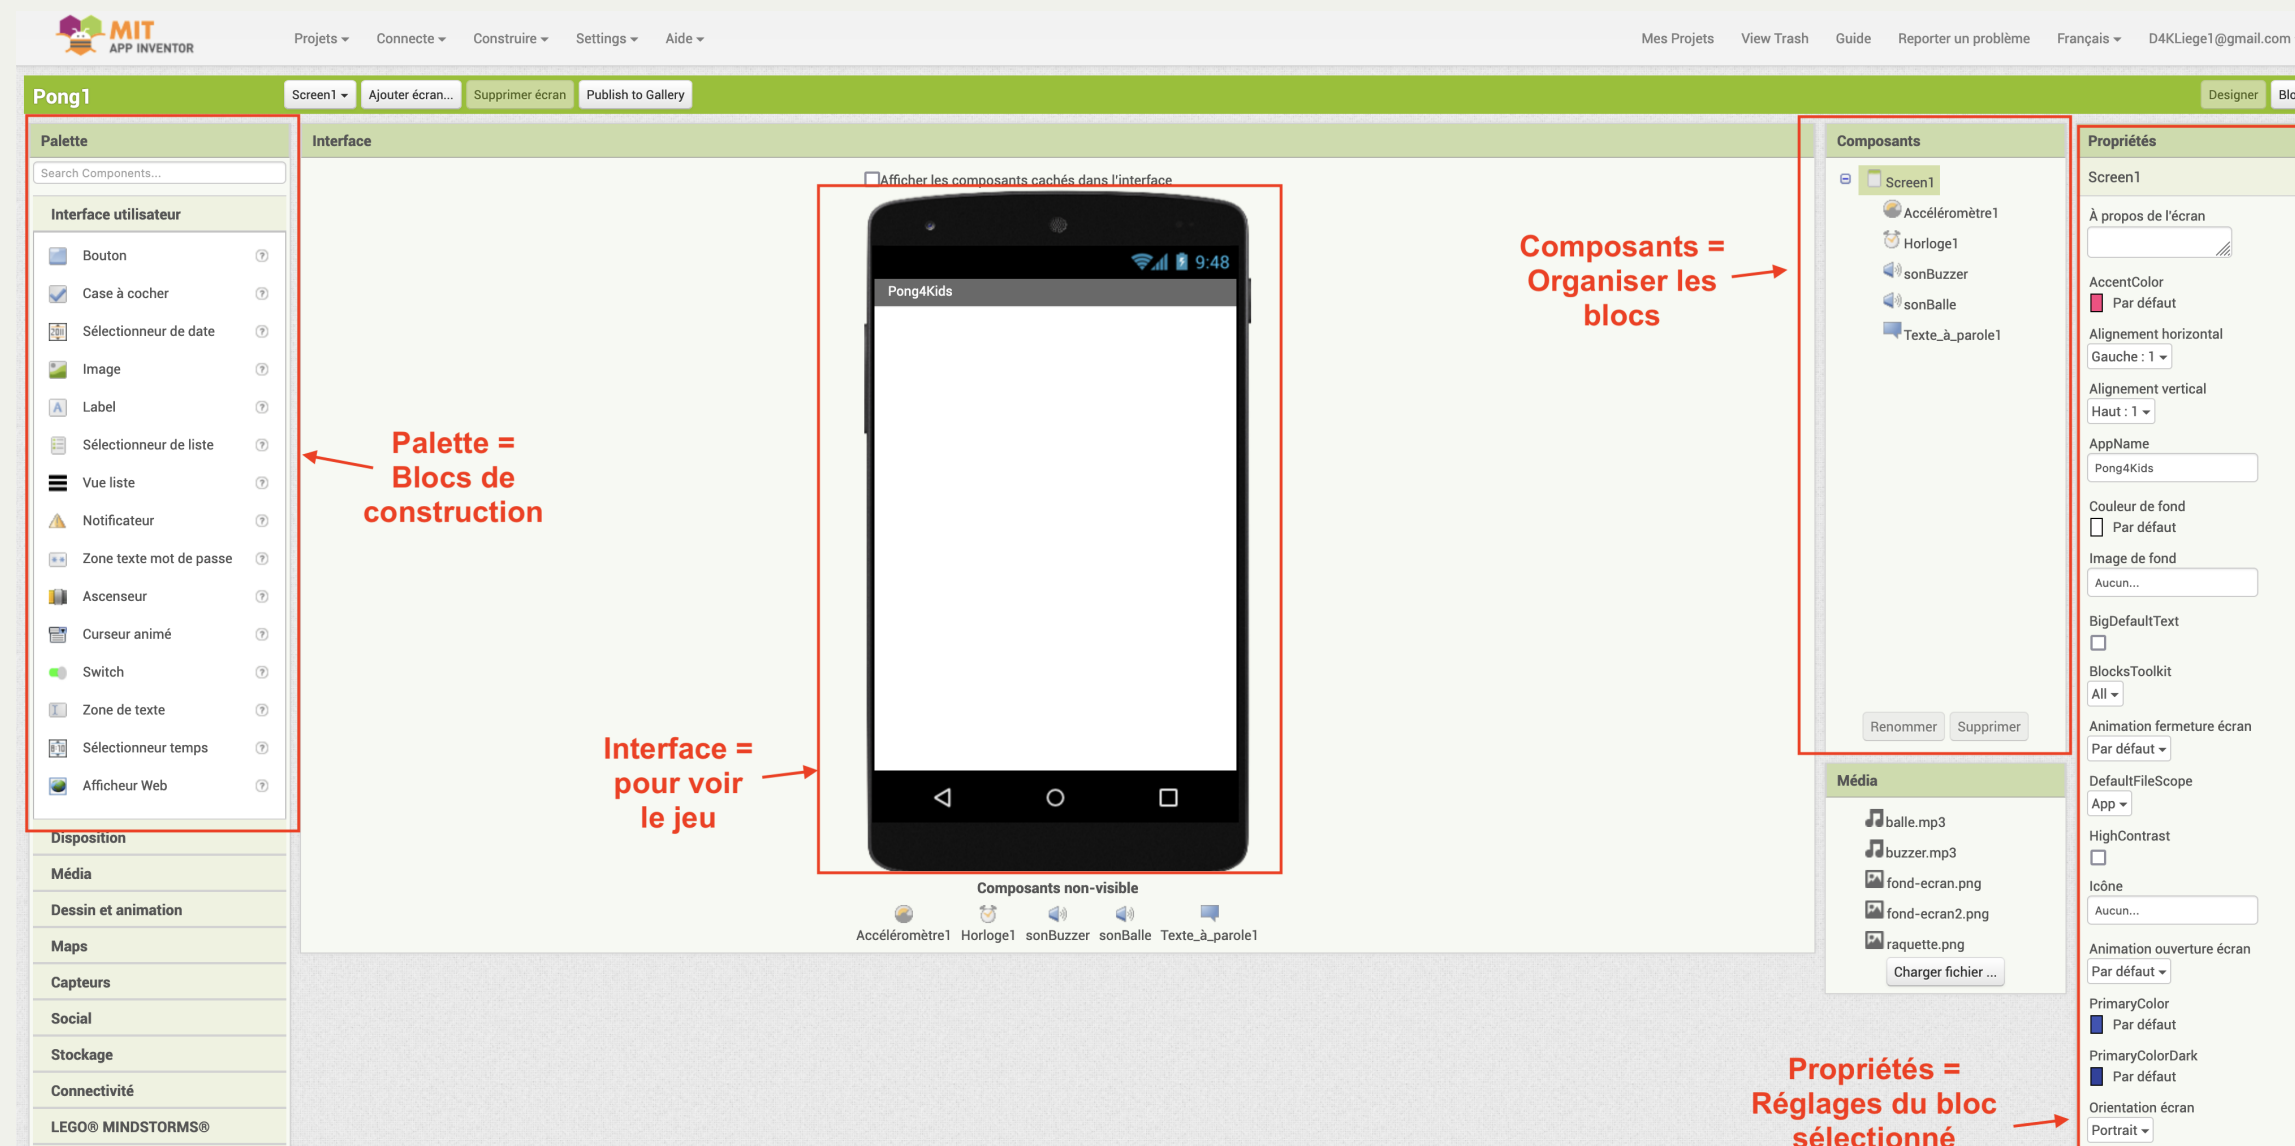 MIT
APP INVENTOR
Projets
Connecte
Construire
Settings
Aide
Mes Projets
View Trash
Guide
Reporter un problème
Français
D4KLiege1@gmail.com
Pong1
Screen1
Ajouter écran...
Supprimer écran
Publish to Gallery
Designer
Palette
Search Components...
Interface utilisateur
Bouton
Case à cocher
Sélectionneur de date
Image
Label
Sélectionneur de liste
Vue liste
Notificateur
Zone texte mot de passe
Ascenseur
Curseur animé
Switch
Zone de texte
Sélectionneur temps
Afficheur Web
Disposition
Média
Dessin et animation
Maps
Capteurs
Social
Stockage
Connectivité
LEGO® MINDSTORMS®
Palette =
Blocs de
construction
Interface
Afficher les composants cachés dans l'interface
9:48
Pong4Kids
Interface =
pour voir
le jeu
Composants non-visible
Accéléromètre1
Horloge1
sonBuzzer
sonBalle
Texte_à_parole1
Composants =
Organiser les
blocs
Composants
Screen1
Accéléromètre1
Horloge1
sonBuzzer
sonBalle
Texte_à_parole1
Renommer
Supprimer
Média
balle.mp3
buzzer.mp3
fond-ecran.png
fond-ecran2.png
raquette.png
Charger fichier ...
Propriétés =
Réglages du bloc
sélectionné
Propriétés
Screen1
À propos de l'écran
AccentColor
Par défaut
Alignement horizontal
Gauche : 1
Alignement vertical
Haut : 1
AppName
Pong4Kids
Couleur de fond
Par défaut
Image de fond
Aucun...
BigDefaultText
BlocksToolkit
All
Animation fermeture écran
Par défaut
DefaultFileScope
App
HighContrast
Icône
Aucun...
Animation ouverture écran
Par défaut
PrimaryColor
Par défaut
PrimaryColorDark
Par défaut
Orientation écran
Portrait